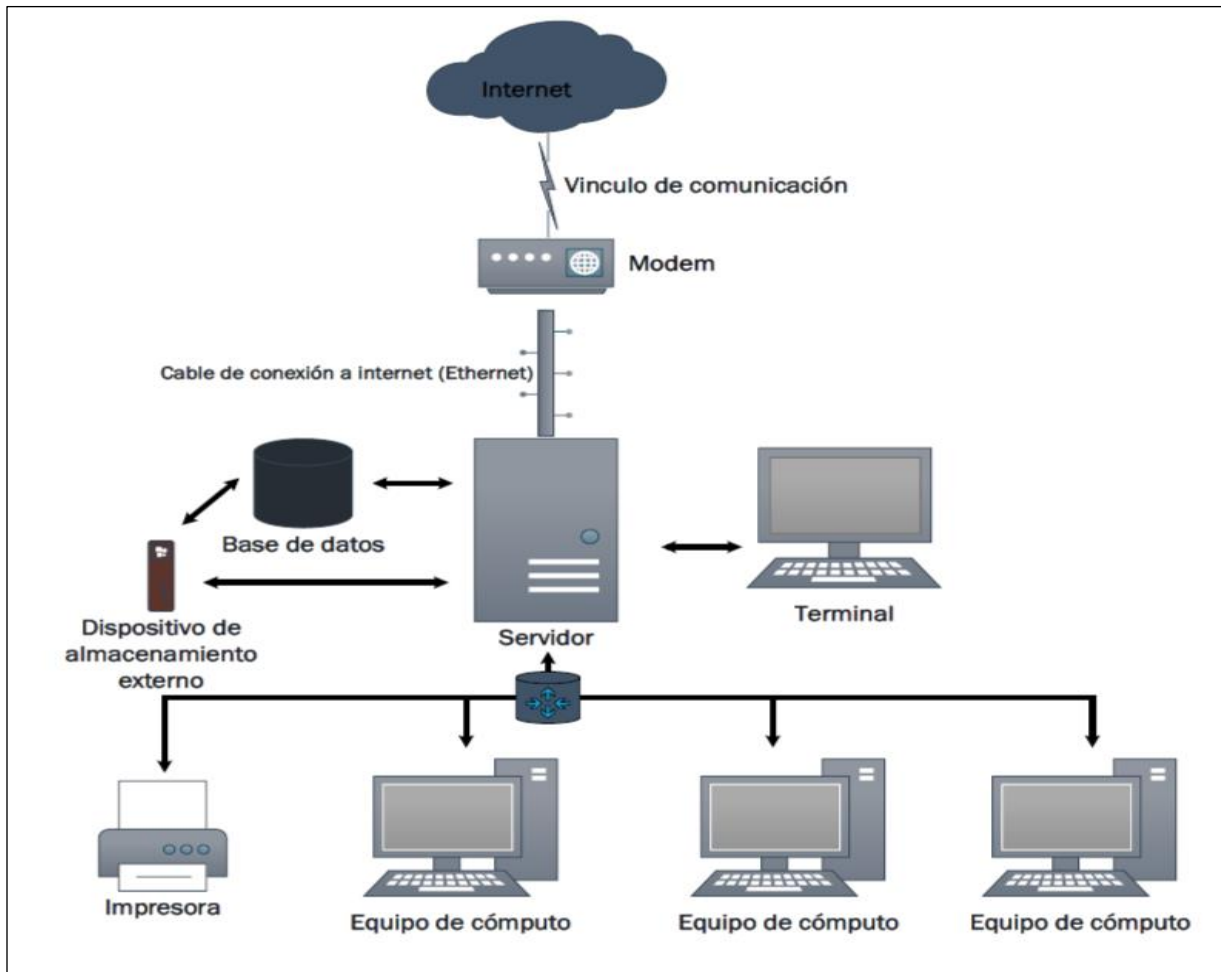 Internet
Vinculo de comunicación
Modem
Cable de conexión a internet (Ethernet)
Base de datos
Terminal
Servidor
Dispositivo de
almacenamiento
externo
Impresora
Equipo de cómputo
Equipo de cómputo
Equipo de cómputo